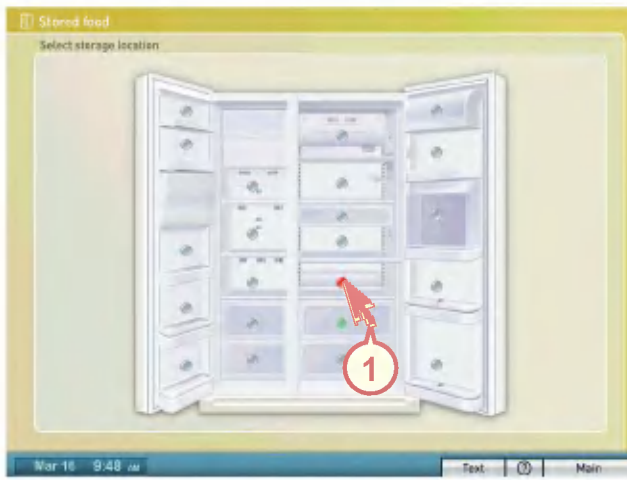 Stored food
Select storage location
1
Mar 16 9:48 AM
Text
?
Main